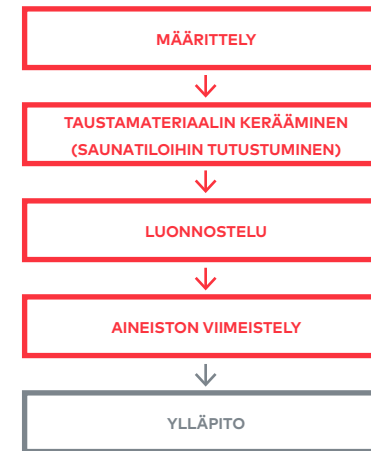 MÄÄRITTELY
TAUSTAMATERIAALIN KERÄÄMINEN
(SAUNATILOIHIN TUTUSTUMINEN)
LUONNOSTELU
AINEISTON VIIMEISTELY
YLLÄPITO